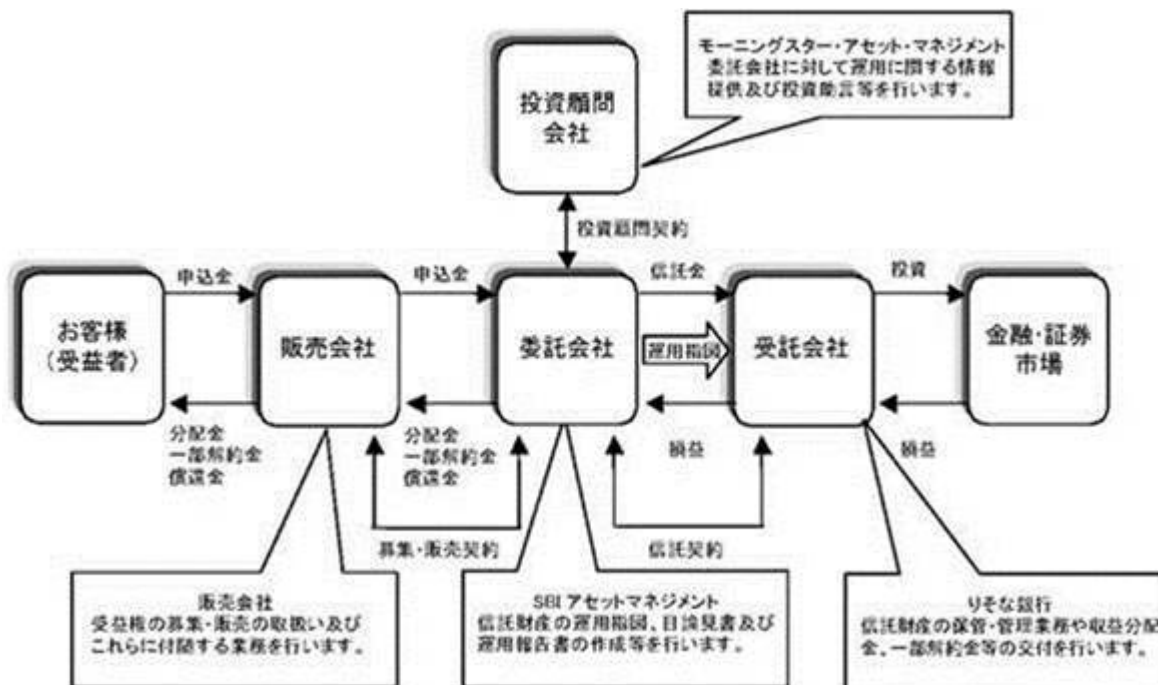 モーニングスター・アセット・マネジメント
委託会社に対して運用に関する情報
提供及び投資助言等を行います。
投資顧問
会社
投資顧問契約
申込金
申込金
信託金
投資
お客様
（受益者）
販売会社
委託会社
運用指図
受託会社
金融・証券
市場
分配金
一部解約金
償還金
分配金
一部解約金
償還金
損益
損益
募集・販売契約
信託契約
販売会社
受益権の募集・販売の取扱い及び
これらに付随する業務を行います。
SBIアセットマネジメント
信託財産の運用指図、目論見書及び
運用報告書の作成等を行います。
りそな銀行
信託財産の保管・管理業務や収益分配
金、一部解約金等の交付を行います。